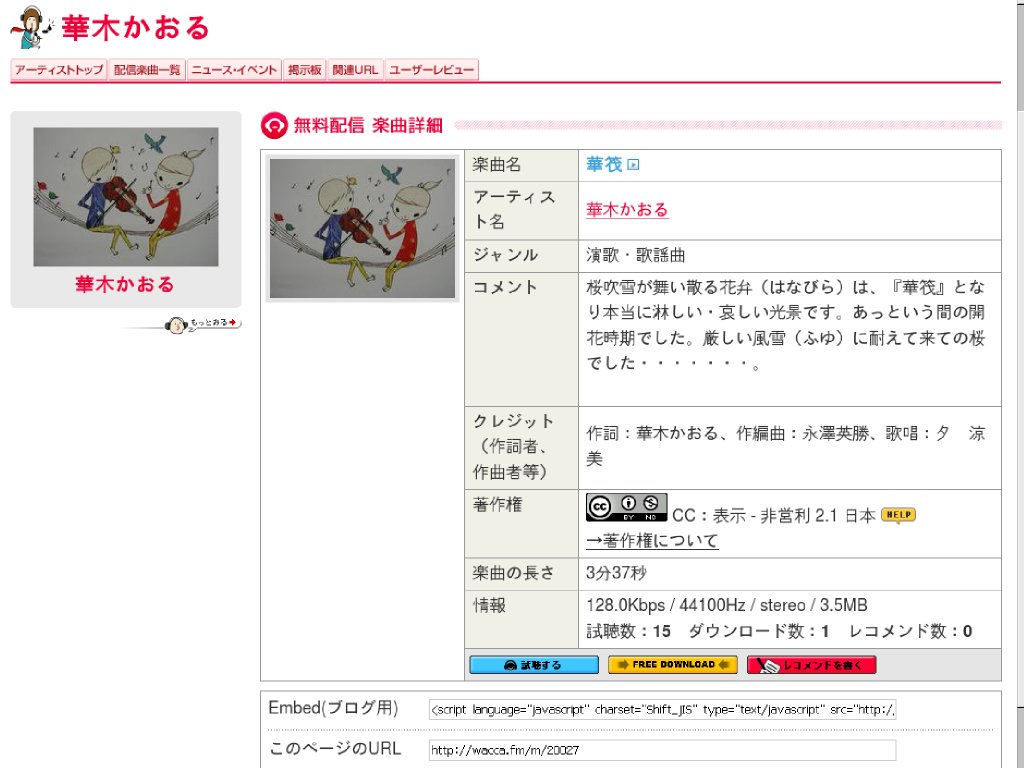 華木かおる
アーティストトップ 配信楽曲一覧 ニュース・イベント 掲示板 関連URL ユーザーレビュー
華木かおる
もっとみる
無料配信 楽曲詳細
楽曲名 華筏
アーティス
ト名
華木かおる
ジャンル 演歌・歌謡曲
コメント
桜吹雪が舞い散る花弁（はなびら）は、『華筏』とな
り本当に淋しい・哀しい光景です。あっという間の開
花時期でした。厳しい風雪（ふゆ）に耐えて来ての桜
でした・・・・・・・。
クレジット
（作詞者、
作曲者等）
作詞：華木かおる、作編曲：永澤英勝、歌唱：夕　涼
美
著作権
CC BY NC
CC：表示 - 非営利 2.1 日本 HELP
→著作権について
楽曲の長さ 3分37秒
情報 128.0Kbps / 44100Hz / stereo / 3.5MB
試聴数：15　ダウンロード数：1　レコメンド数：0
試聴する FREE DOWNLOAD レコメンドを書く
Embed(ブログ用) <script language="javascript" charset="Shift_JIS" type="text/javascript" src="http:/,
このページのURL http://wacca.fm/m/20027